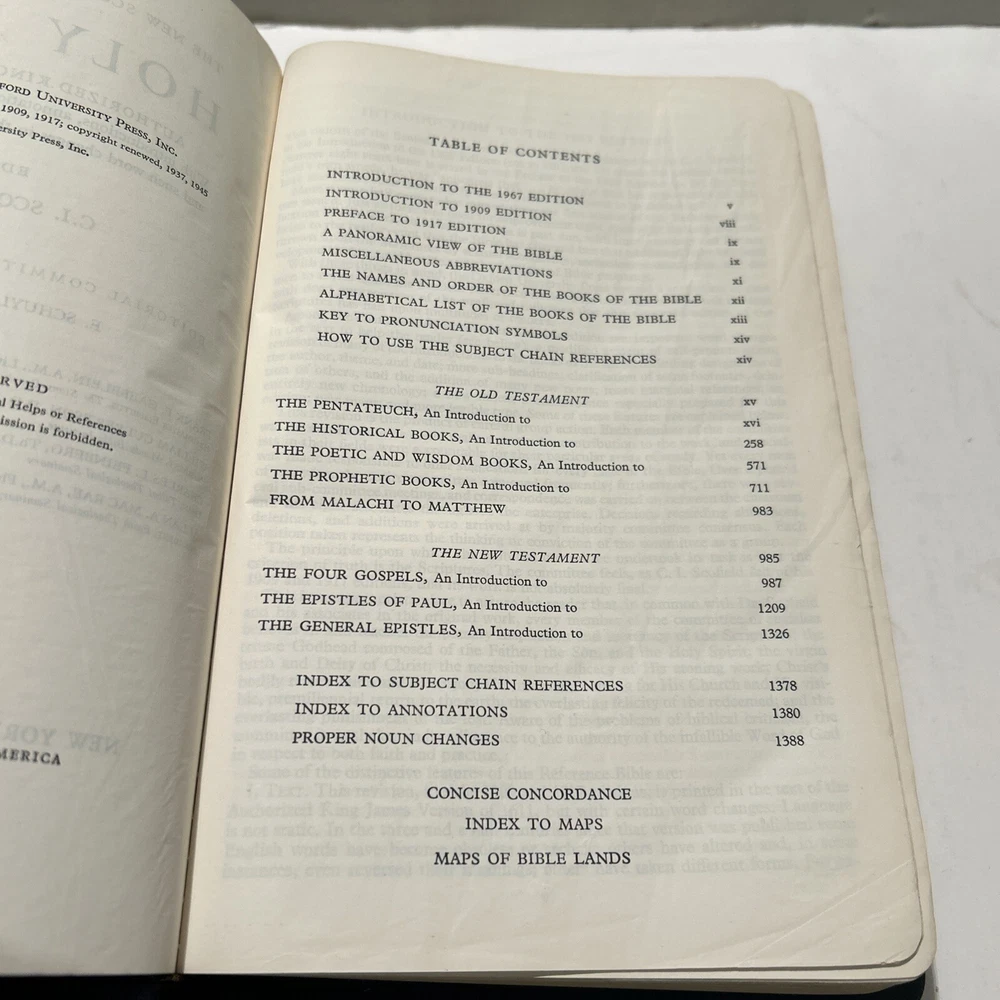 FORD UNIVERSITY PRESS, INC.
1909, 1917; copyright renewed, 1937, 1945
ersity Press, Inc.
RVED
al Helps or References
mission is forbidden.
MERICA
TABLE OF CONTENTS
INTRODUCTION TO THE 1967 EDITION v
INTRODUCTION TO 1909 EDITION viii
PREFACE TO 1917 EDITION ix
A PANORAMIC VIEW OF THE BIBLE ix
MISCELLANEOUS ABBREVIATIONS xi
THE NAMES AND ORDER OF THE BOOKS OF THE BIBLE xii
ALPHABETICAL LIST OF THE BOOKS OF THE BIBLE xiii
KEY TO PRONUNCIATION SYMBOLS xiv
HOW TO USE THE SUBJECT CHAIN REFERENCES xiv
THE OLD TESTAMENT xv
THE PENTATEUCH, An Introduction to xvi
THE HISTORICAL BOOKS, An Introduction to 258
THE POETIC AND WISDOM BOOKS, An Introduction to 571
THE PROPHETIC BOOKS, An Introduction to 711
FROM MALACHI TO MATTHEW 983
THE NEW TESTAMENT 985
THE FOUR GOSPELS, An Introduction to 987
THE EPISTLES OF PAUL, An Introduction to 1209
THE GENERAL EPISTLES, An Introduction to 1326
INDEX TO SUBJECT CHAIN REFERENCES 1378
INDEX TO ANNOTATIONS 1380
PROPER NOUN CHANGES 1388
CONCISE CONCORDANCE
INDEX TO MAPS
MAPS OF BIBLE LANDS